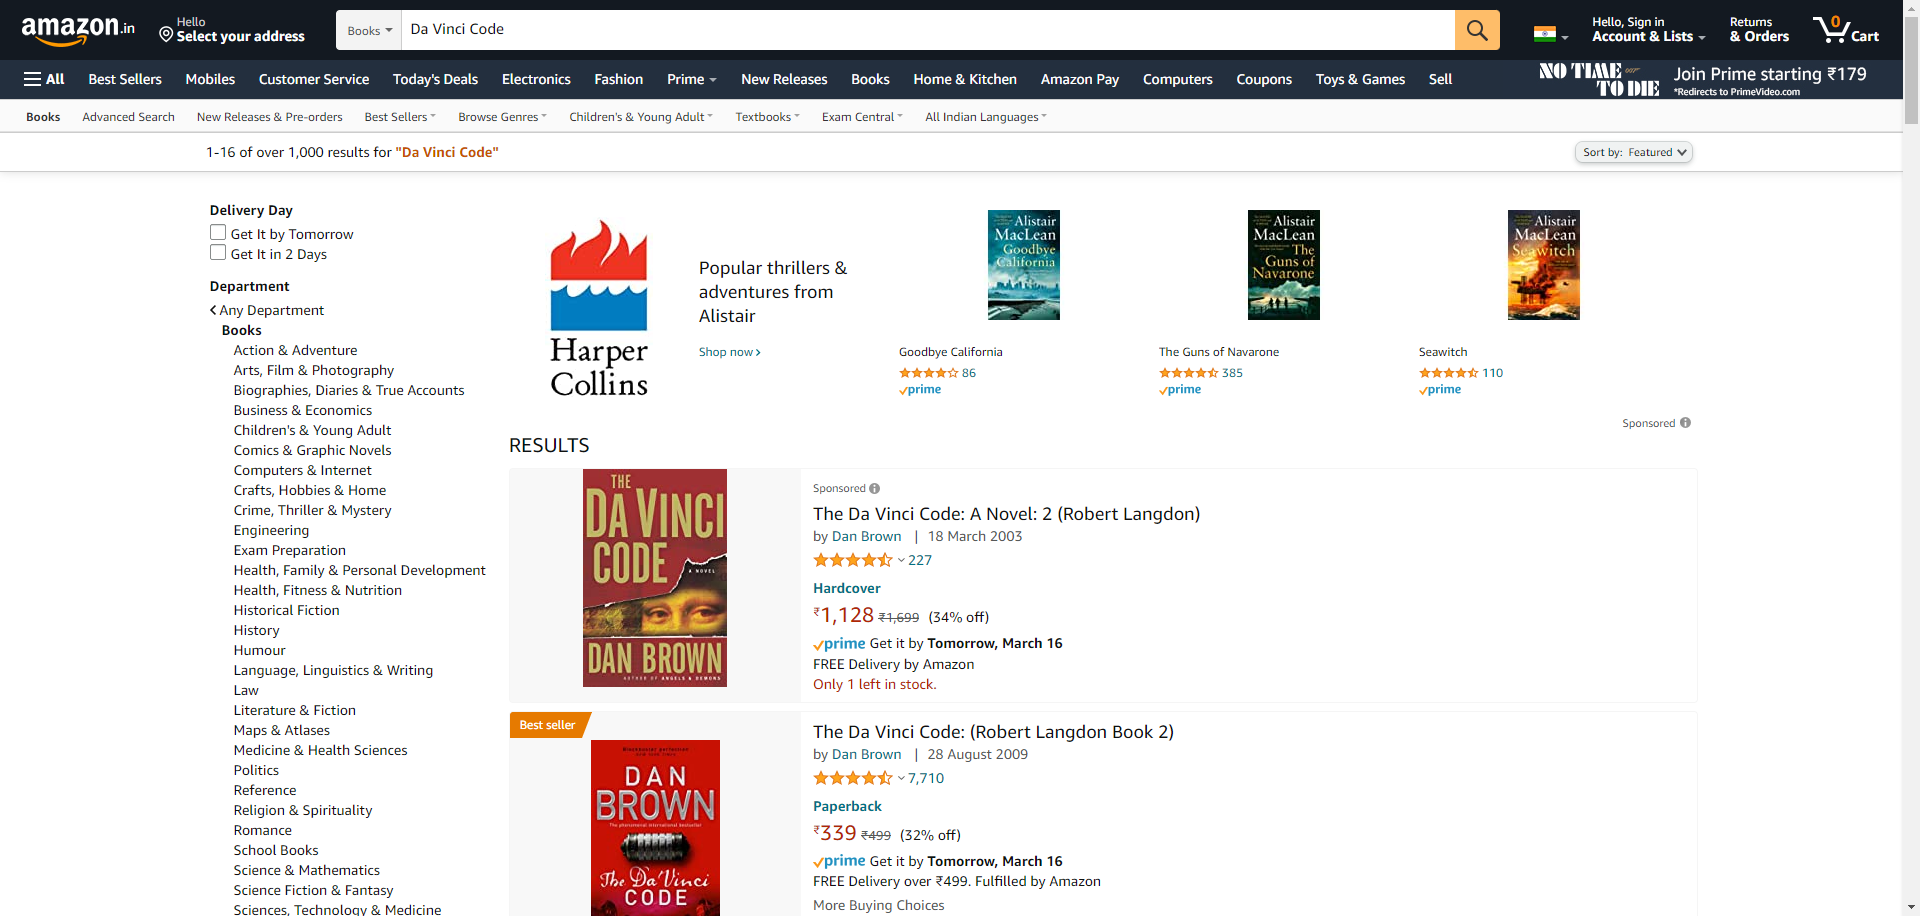 amazon.in
Hello
Select your address
Books
Da Vinci Code
Hello, Sign in
Account & Lists
Returns
& Orders
0
Cart
All
Best Sellers
Mobiles
Customer Service
Today's Deals
Electronics
Fashion
Prime
New Releases
Books
Home & Kitchen
Amazon Pay
Computers
Coupons
Toys & Games
Sell
NO TIME 007
TO DIE
Join Prime starting ₹179
*Redirects to PrimeVideo.com
Books
Advanced Search
New Releases & Pre-orders
Best Sellers
Browse Genres
Children's & Young Adult
Textbooks
Exam Central
All Indian Languages
1-16 of over 1,000 results for "Da Vinci Code"
Sort by: Featured
Delivery Day
Get It by Tomorrow
Get It in 2 Days
Department
Any Department
Books
Action & Adventure
Arts, Film & Photography
Biographies, Diaries & True Accounts
Business & Economics
Children's & Young Adult
Comics & Graphic Novels
Computers & Internet
Crafts, Hobbies & Home
Crime, Thriller & Mystery
Engineering
Exam Preparation
Health, Family & Personal Development
Health, Fitness & Nutrition
Historical Fiction
History
Humour
Language, Linguistics & Writing
Law
Literature & Fiction
Maps & Atlases
Medicine & Health Sciences
Politics
Reference
Religion & Spirituality
Romance
School Books
Science & Mathematics
Science Fiction & Fantasy
Sciences, Technology & Medicine
Harper
Collins
Popular thrillers &
adventures from
Alistair
Shop now
Alistair
MacLean
Goodbye
California
Goodbye California
86
prime
Alistair
MacLean
The
Guns of
Navarone
The Guns of Navarone
385
prime
Alistair
MacLean
Seawitch
Seawitch
110
prime
Sponsored
RESULTS
THE
DA VINCI
CODE
A NOVEL
DAN BROWN
AUTHOR OF ANGELS & DEMONS
Sponsored
The Da Vinci Code: A Novel: 2 (Robert Langdon)
by Dan Brown | 18 March 2003
227
Hardcover
₹1,128 ₹1,699 (34% off)
prime Get it by Tomorrow, March 16
FREE Delivery by Amazon
Only 1 left in stock.
Best seller
DAN
BROWN
The phenomenal international bestseller
The Da Vinci
CODE
The Da Vinci Code: (Robert Langdon Book 2)
by Dan Brown | 28 August 2009
7,710
Paperback
₹339 ₹499 (32% off)
prime Get it by Tomorrow, March 16
FREE Delivery over ₹499. Fulfilled by Amazon
More Buying Choices